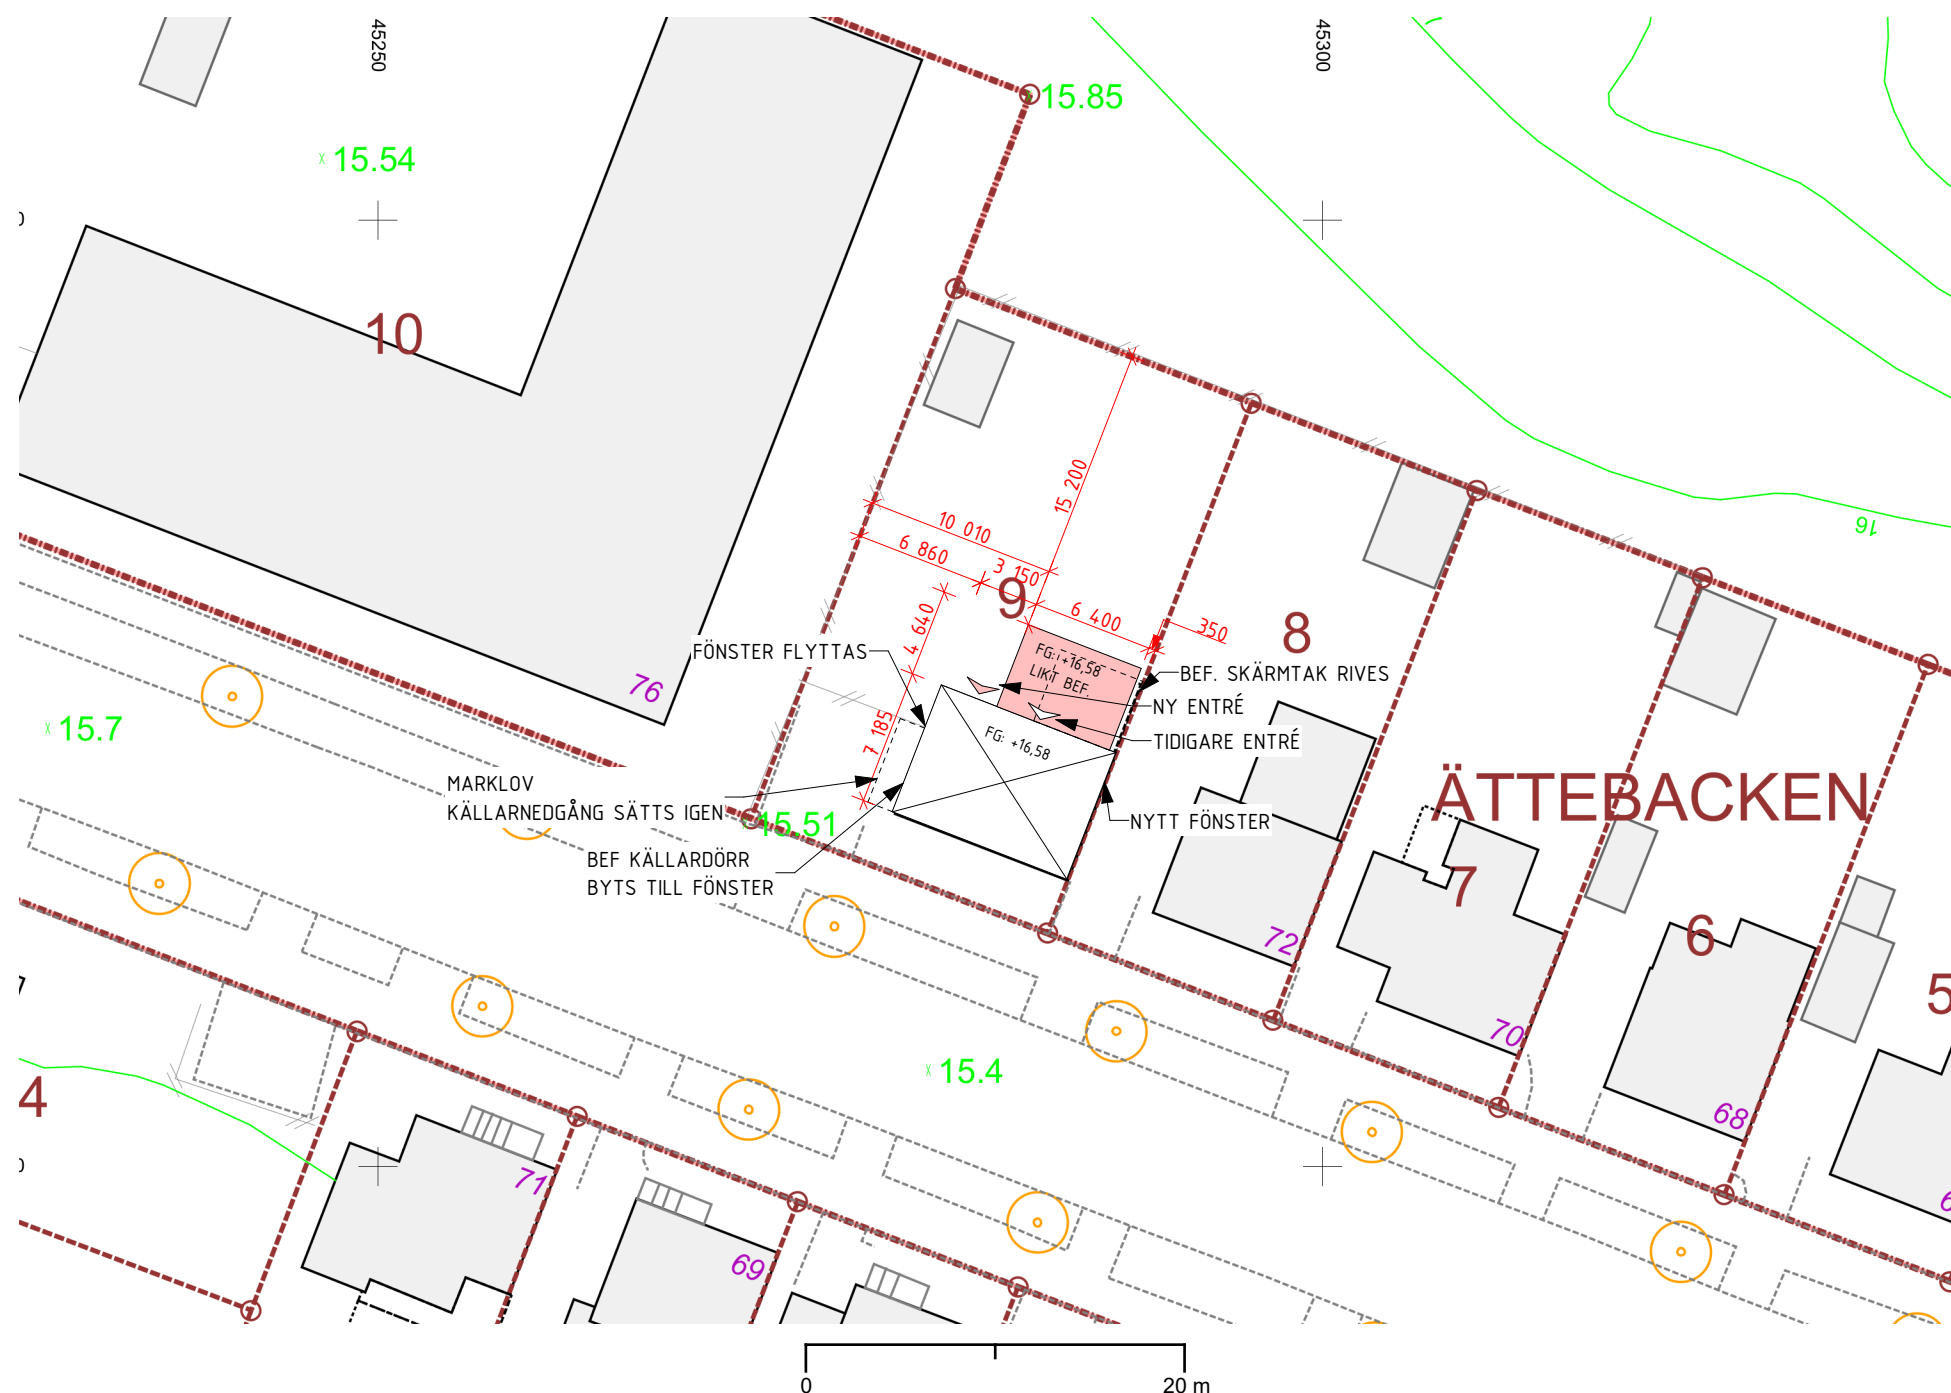 45250
45300
15.85
15.54
10
15 200
16
10 010
6 860
3 150
9
6 400
350
4 640
8
FÖNSTER FLYTTAS
FG: +16,58
LIKT BEF.
BEF. SKÄRMTAK RIVES
NY ENTRÉ
76
15.7
7 185
FG: +16,58
TIDIGARE ENTRÉ
MARKLOV
KÄLLARNEDGÅNG SÄTTS IGEN
15.51
NYTT FÖNSTER
ÄTTEBACKEN
BEF KÄLLARDÖRR
BYTS TILL FÖNSTER
7
72
6
5
70
15.4
4
68
71
69
0
20 m